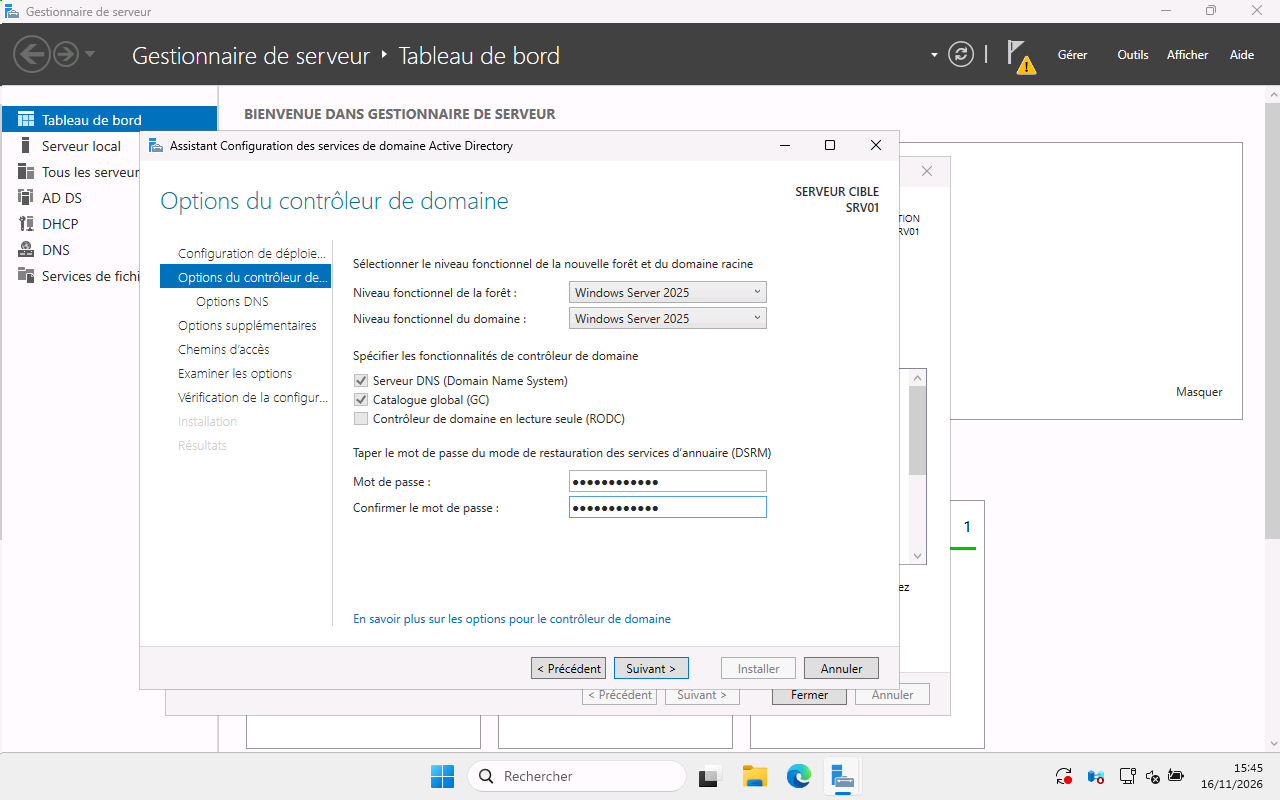 Gestionnaire de serveur
Gestionnaire de serveur ‣ Tableau de bord
Gérer
Outils
Afficher
Aide
Tableau de bord
Serveur local
Tous les serveur
AD DS
DHCP
DNS
Services de fichi
BIENVENUE DANS GESTIONNAIRE DE SERVEUR
Assistant Configuration des services de domaine Active Directory
Options du contrôleur de domaine
SERVEUR CIBLE
SRV01
Configuration de déploie...
Options du contrôleur de...
Options DNS
Options supplémentaires
Chemins d'accès
Examiner les options
Vérification de la configur...
Installation
Résultats
Sélectionner le niveau fonctionnel de la nouvelle forêt et du domaine racine
Niveau fonctionnel de la forêt :
Windows Server 2025
Niveau fonctionnel du domaine :
Windows Server 2025
Spécifier les fonctionnalités de contrôleur de domaine
Serveur DNS (Domain Name System)
Catalogue global (GC)
Contrôleur de domaine en lecture seule (RODC)
Taper le mot de passe du mode de restauration des services d'annuaire (DSRM)
Mot de passe :
●●●●●●●●●●●●
Confirmer le mot de passe :
●●●●●●●●●●●●
En savoir plus sur les options pour le contrôleur de domaine
< Précédent
Suivant >
Installer
Annuler
TION
RV01
ez
< Précédent
Suivant >
Fermer
Annuler
Masquer
1
Rechercher
15:45
16/11/2026